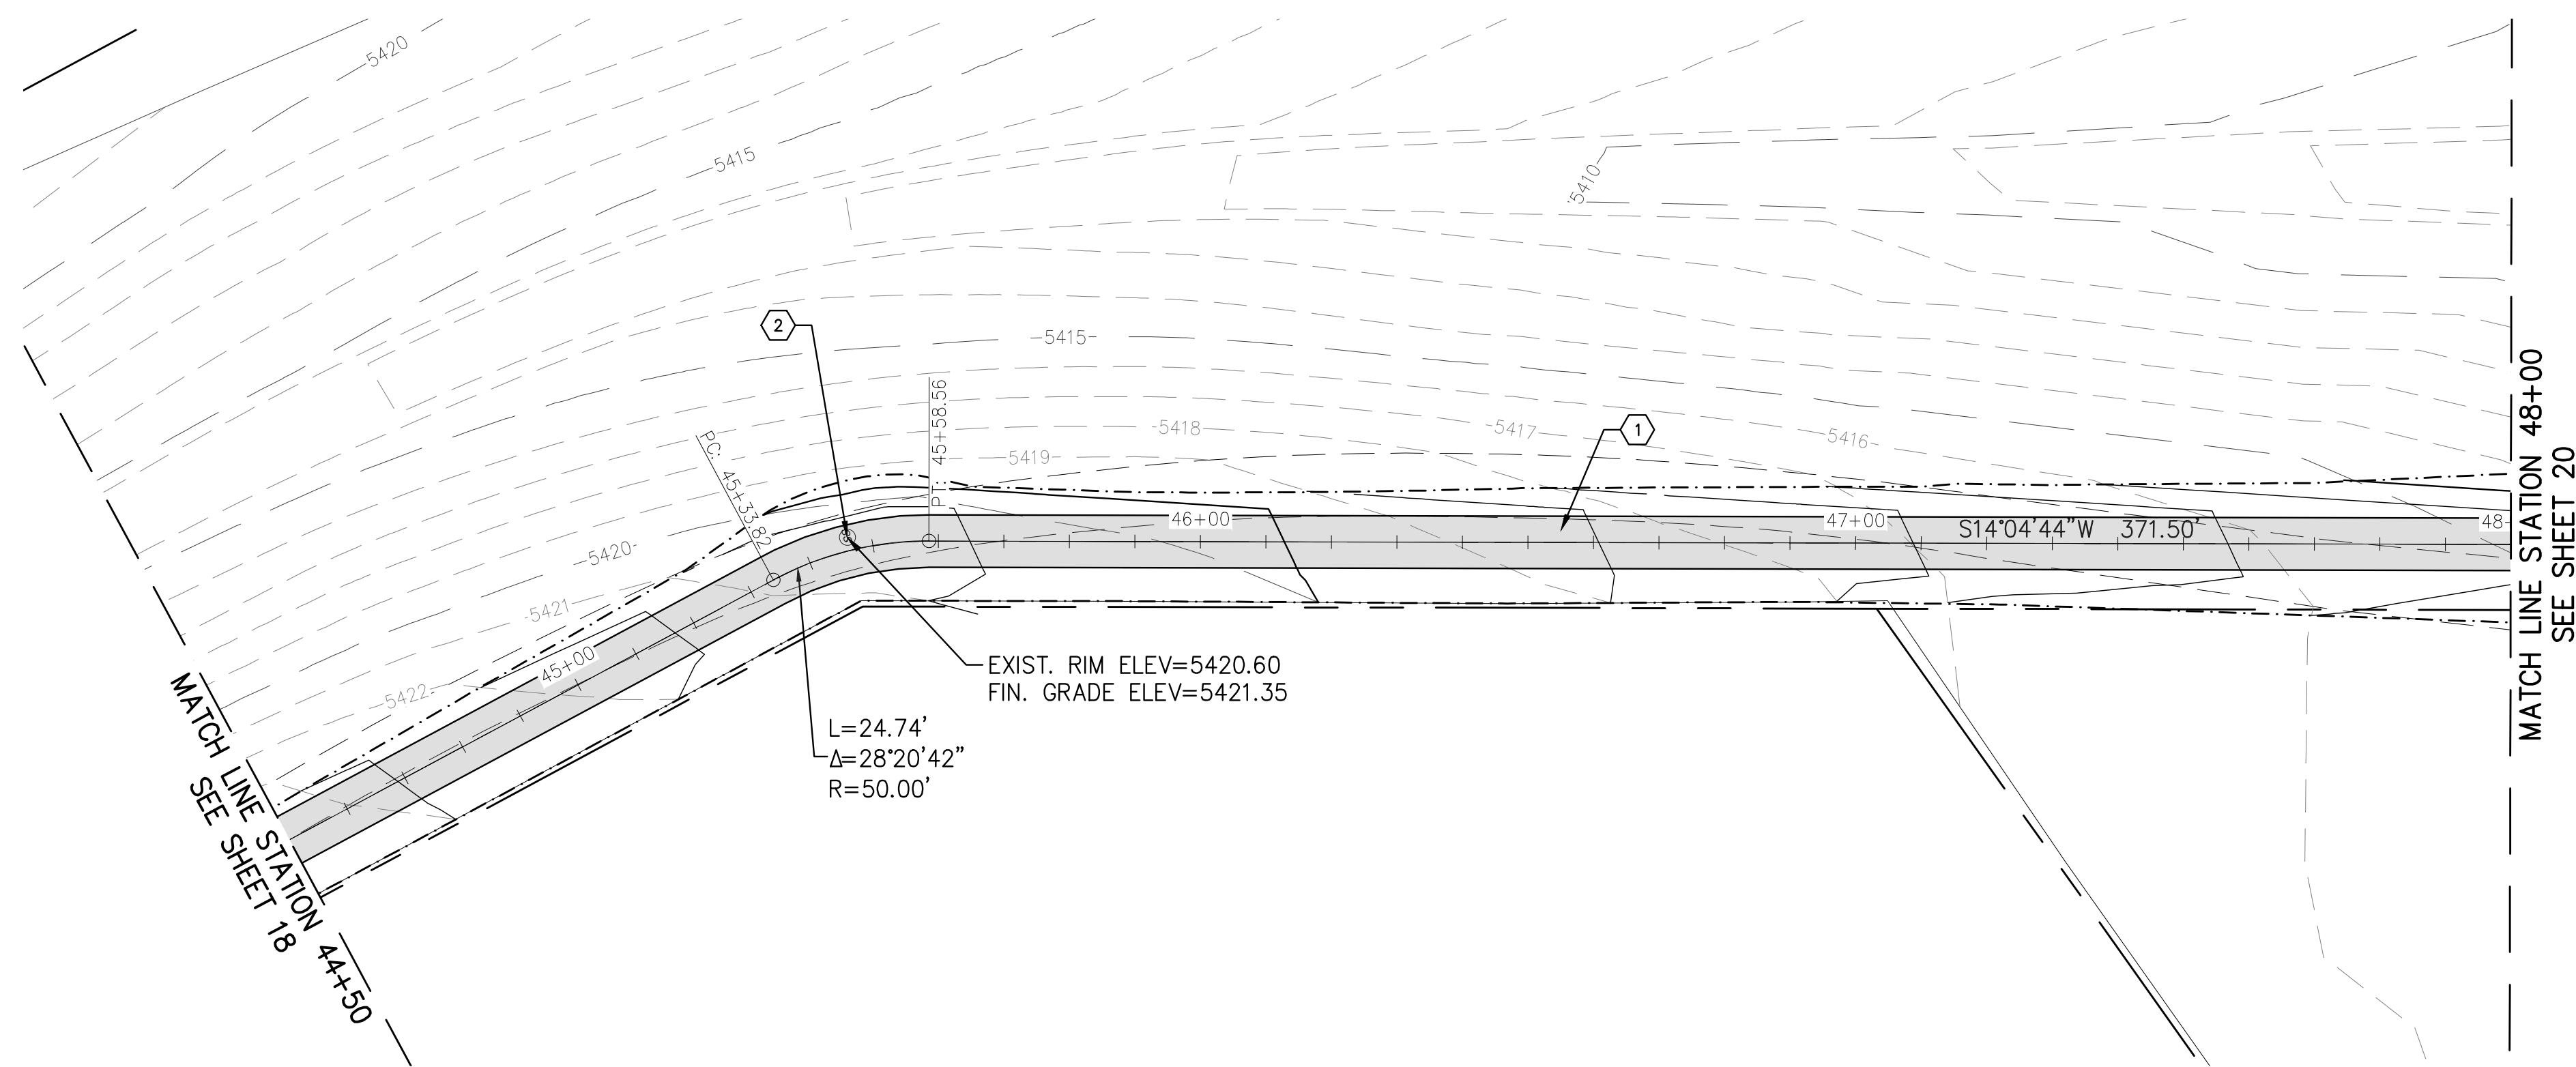 5420
5415
5410
2
5415
PT: 45+58.56
PC: 45+33.82
5418
5417
1
5416
5419
46+00
47+00
S14°04'44"W 371.50'
48
MATCH LINE STATION 48+00
SEE SHEET 20
SS
5420
5421
45+00
5422
EXIST. RIM ELEV=5420.60
FIN. GRADE ELEV=5421.35
L=24.74'
Δ=28°20'42"
R=50.00'
MATCH LINE STATION 44+50
SEE SHEET 18